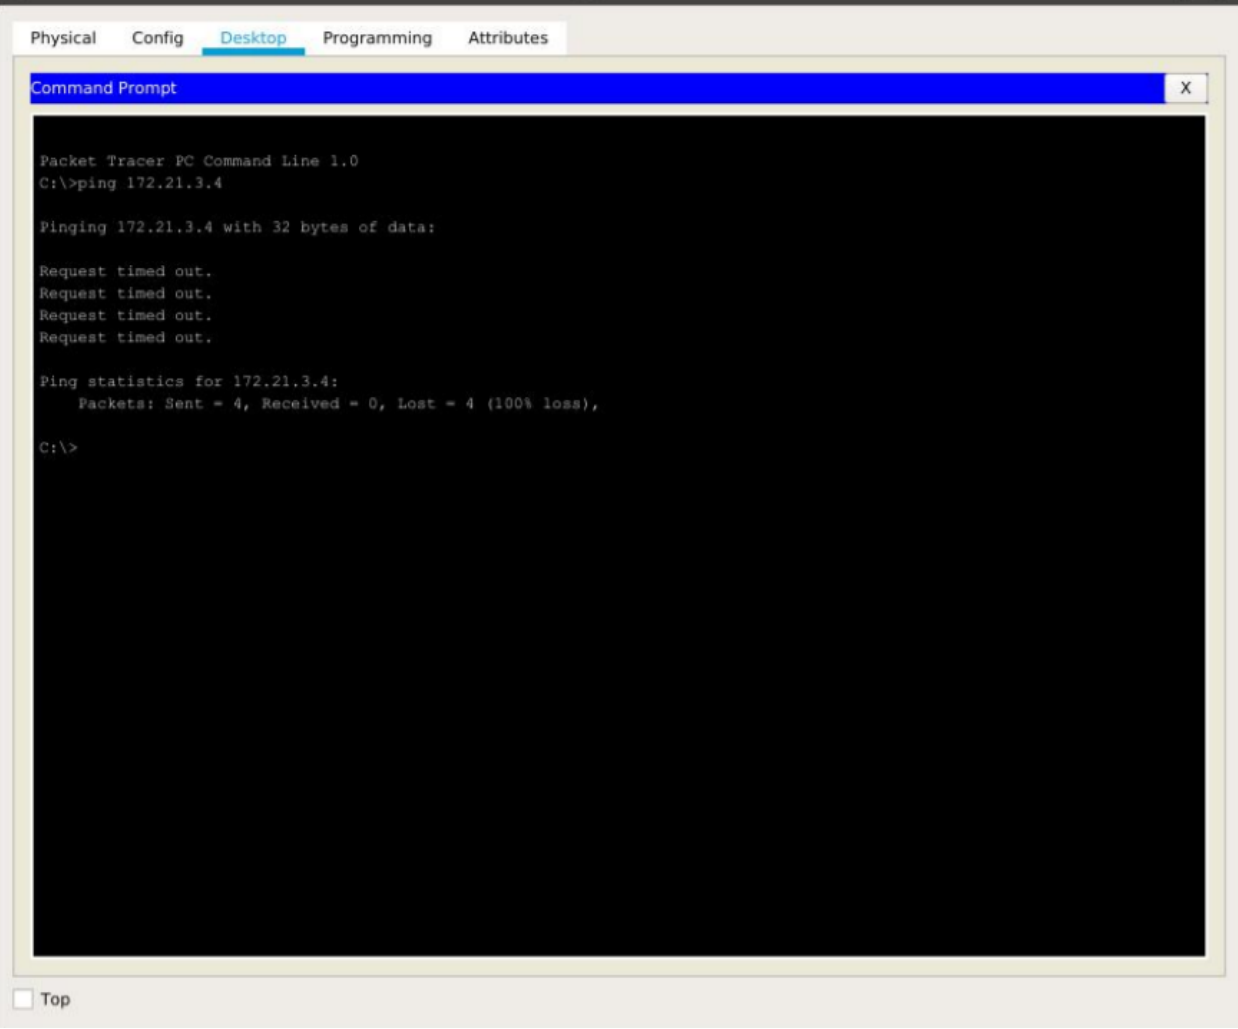 Physical Config Desktop Programming Attributes
Command Prompt X
Packet Tracer PC Command Line 1.0
C:\>ping 172.21.3.4
Pinging 172.21.3.4 with 32 bytes of data:
Request timed out.
Request timed out.
Request timed out.
Request timed out.
Ping statistics for 172.21.3.4:
Packets: Sent = 4, Received = 0, Lost = 4 (100% loss),
C:\>
Top